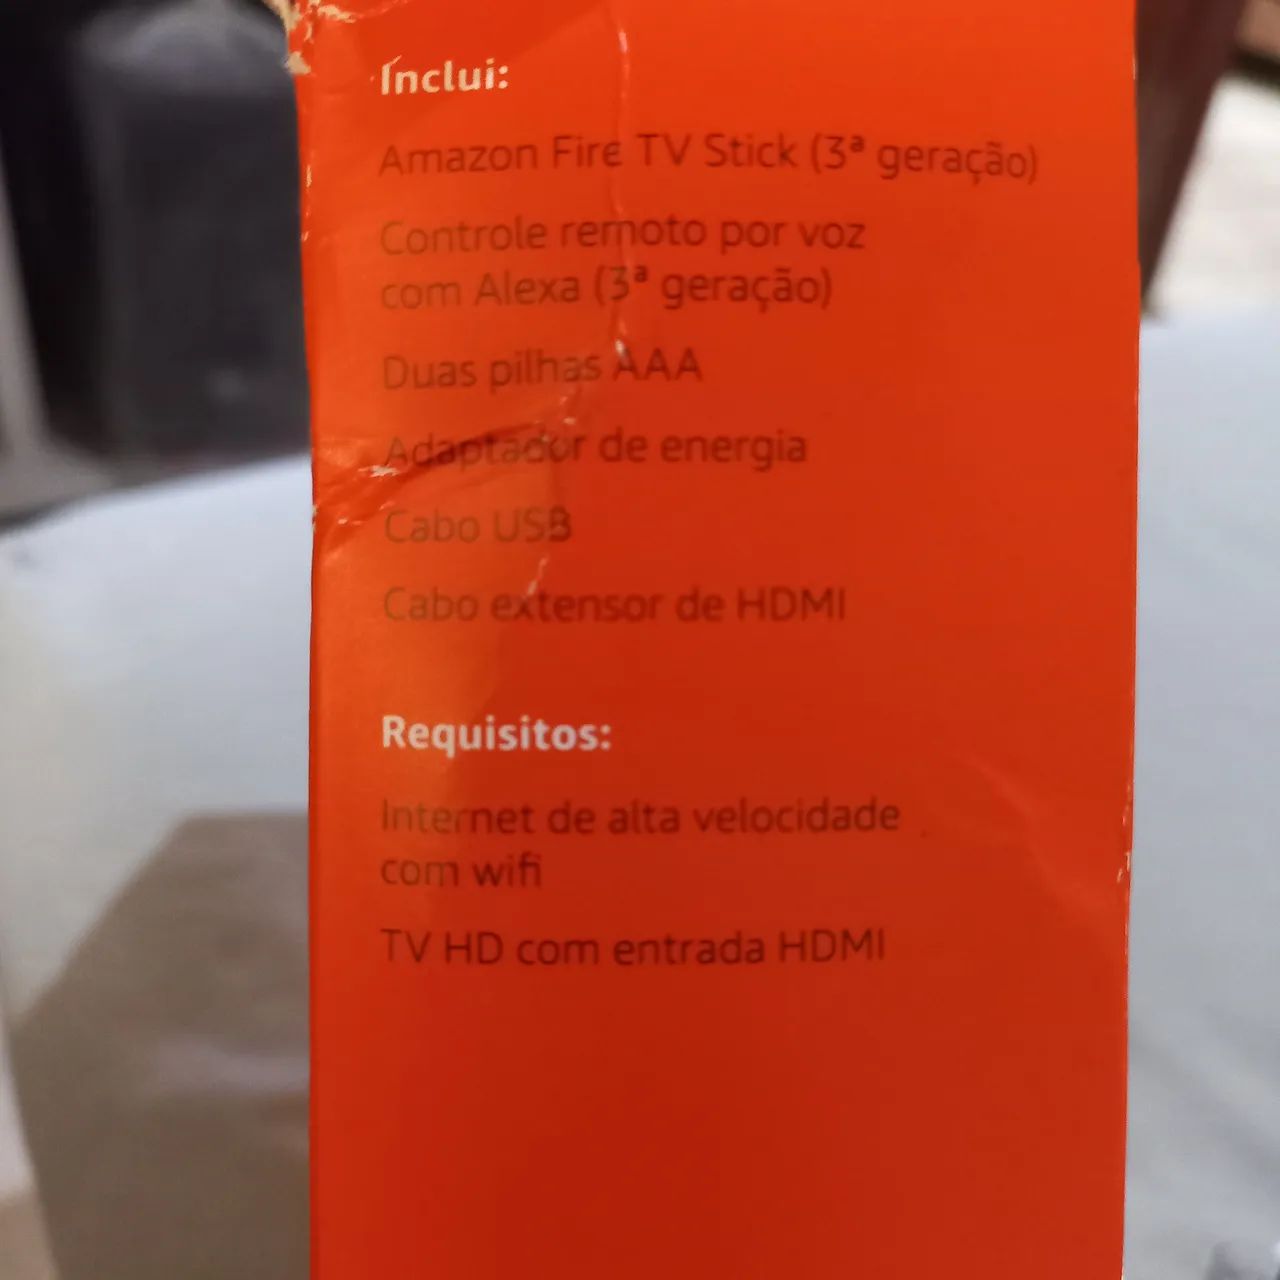 Inclui:
Amazon Fire TV Stick (3ª geração)
Controle remoto por voz
com Alexa (3ª geração)
Duas pilhas AAA
Adaptador de energia
Cabo USB
Cabo extensor de HDMI
Requisitos:
Internet de alta velocidade
com wifi
TV HD com entrada HDMI